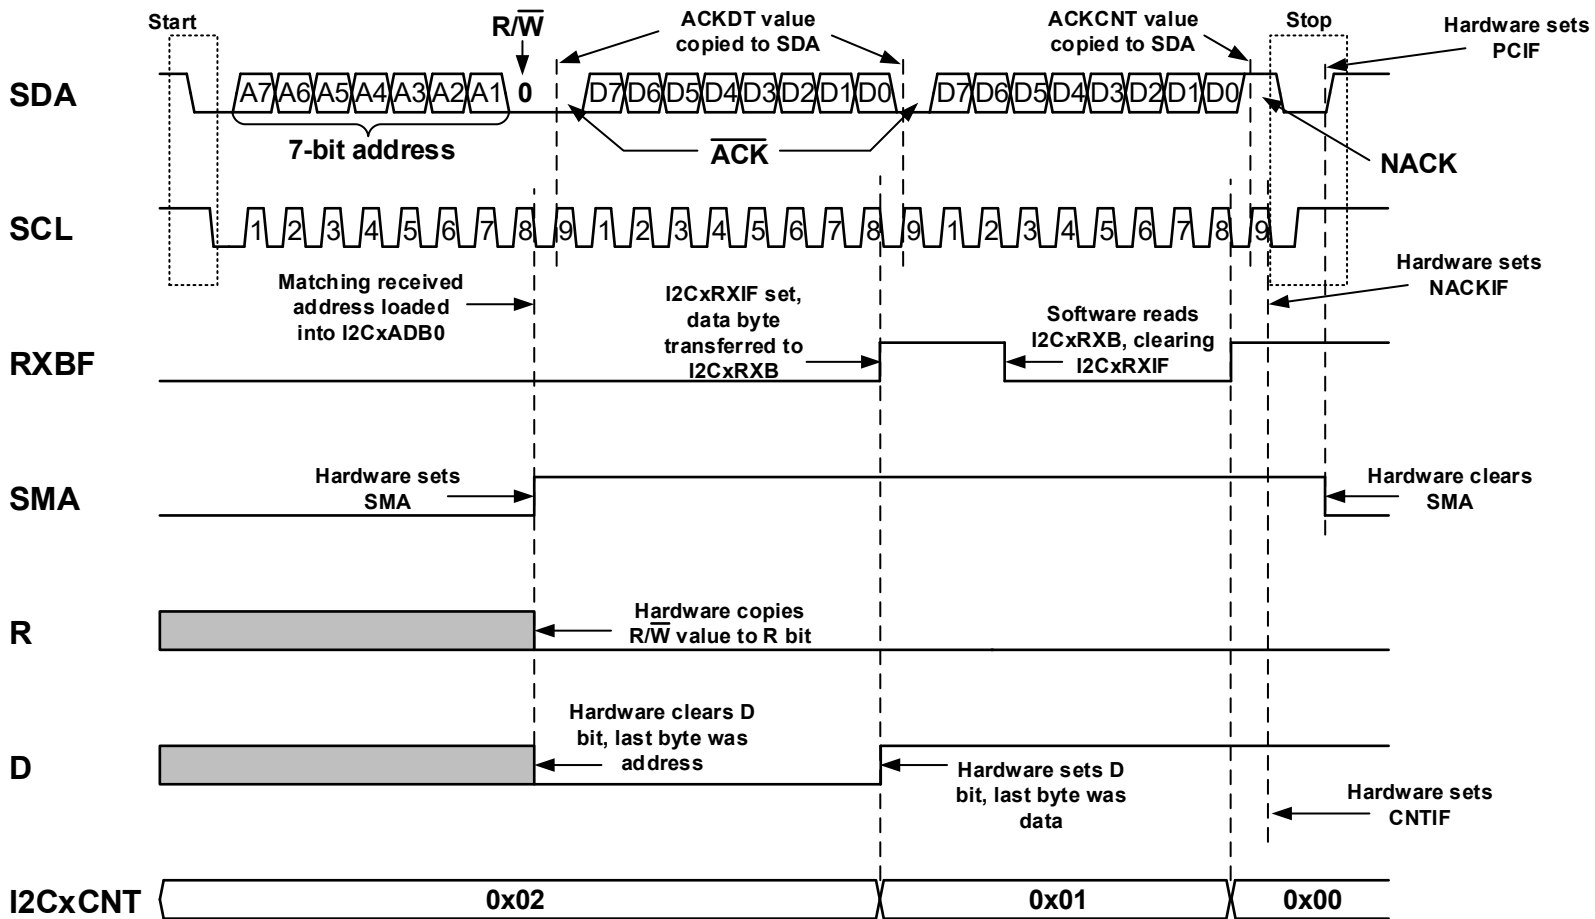 Start
R/W
ACKDT value
copied to SDA
ACKCNT value
copied to SDA
Stop
Hardware sets
PCIF
SDA
A7 A6 A5 A4 A3 A2 A1 0 D7 D6 D5 D4 D3 D2 D1 D0 D7 D6 D5 D4 D3 D2 D1 D0
7-bit address
ACK
NACK
SCL
1 2 3 4 5 6 7 8 9 1 2 3 4 5 6 7 8 9 1 2 3 4 5 6 7 8 9
Matching received
address loaded
into I2CxADB0
I2CxRXIF set,
data byte
transferred to
I2CxRXB
Software reads
I2CxRXB, clearing
I2CxRXIF
Hardware sets
NACKIF
RXBF
SMA
Hardware sets
SMA
Hardware clears
SMA
R
Hardware copies
R/W value to R bit
D
Hardware clears D
bit, last byte was
address
Hardware sets D
bit, last byte was
data
Hardware sets
CNTIF
I2CxCNT
0x02
0x01
0x00